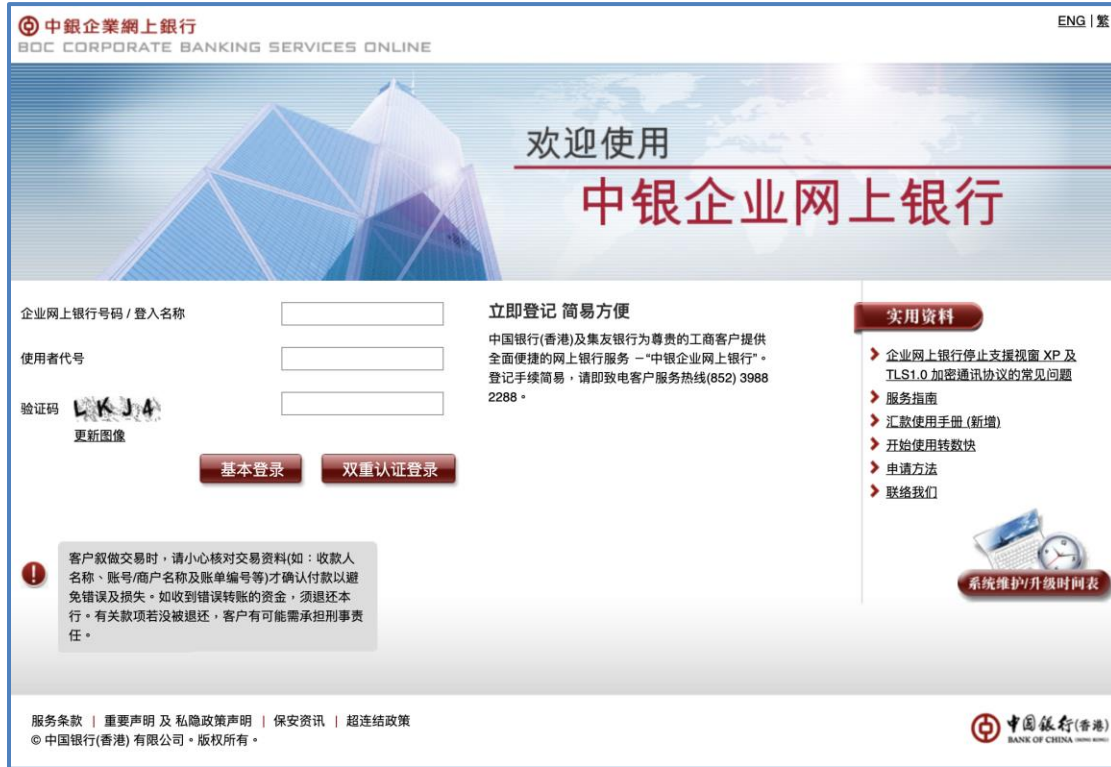 中銀企業網上銀行
BOC CORPORATE BANKING SERVICES ONLINE
ENG | 繁
欢迎使用
中银企业网上银行
企业网上银行号码 / 登入名称
使用者代号
验证码 LKJ4
更新图像
基本登录 双重认证登录
立即登记 简易方便
中国银行(香港)及集友银行为尊贵的工商客户提供
全面便捷的网上银行服务 －“中银企业网上银行”。
登记手续简易，请即致电客户服务热线(852) 3988
2288。
实用资料
企业网上银行停止支援视窗 XP 及
TLS1.0 加密通讯协议的常见问题
服务指南
汇款使用手册 (新增)
开始使用转数快
申请方法
联络我们
系统维护/升级时间表
客户叙做交易时，请小心核对交易资料(如：收款人
名称、账号/商户名称及账单编号等)才确认付款以避
免错误及损失。如收到错误转账的资金，须退还本
行。有关款项若没被退还，客户有可能需承担刑事责
任。
服务条款 | 重要声明 及 私隐政策声明 | 保安资讯 | 超连结政策
© 中国银行(香港) 有限公司。版权所有。
中国银行(香港)
BANK OF CHINA (HONG KONG)